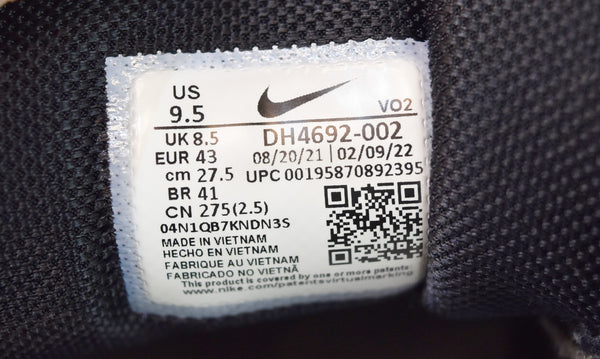 US
9.5
VO2
UK 8.5
DH4692-002
EUR 43
08/20/21 | 02/09/22
cm 27.5
UPC 00195870892395
BR 41
CN 275(2.5)
04N1QB7KNDN3S
MADE IN VIETNAM
HECHO EN VIETNAM
FABRIQUE AU VIETNAM
FABRICADO NO VIETNÃ
This product is covered by one or more patents.
www.nike.com/patentsvirtualmarking